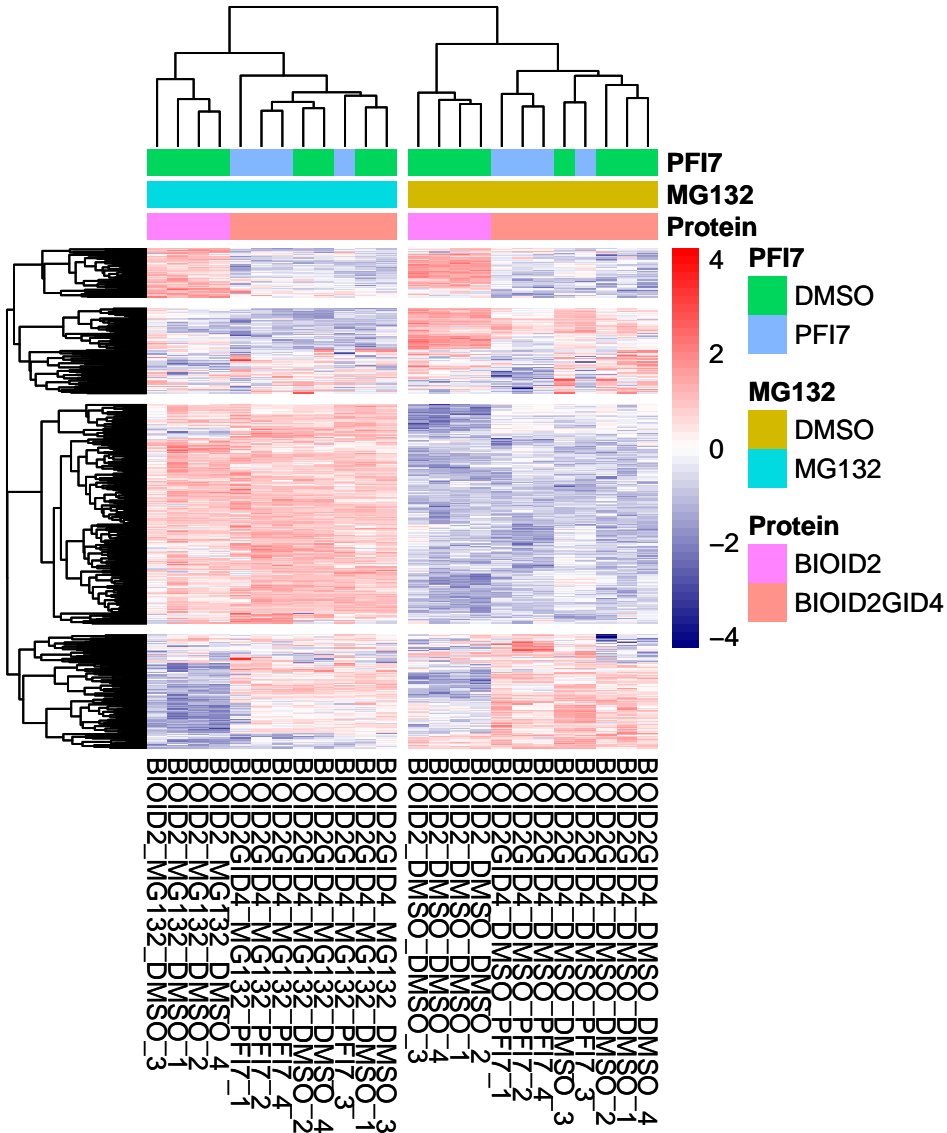 PFI7
MG132
Protein
4
2
0
−2
−4
PFI7
DMSO
PFI7
MG132
DMSO
MG132
Protein
BIOID2
BIOID2GID4
BIOID2_MG132_DMSO_3
BIOID2_MG132_DMSO_1
BIOID2_MG132_DMSO_2
BIOID2_MG132_DMSO_4
BIOID2GID4_MG132_PFI7_1
BIOID2GID4_MG132_PFI7_2
BIOID2GID4_MG132_PFI7_4
BIOID2GID4_MG132_DMSO_2
BIOID2GID4_MG132_DMSO_4
BIOID2GID4_MG132_PFI7_3
BIOID2GID4_MG132_DMSO_1
BIOID2GID4_MG132_DMSO_3
BIOID2_DMSO_DMSO_3
BIOID2_DMSO_DMSO_4
BIOID2_DMSO_DMSO_1
BIOID2_DMSO_DMSO_2
BIOID2GID4_DMSO_PFI7_1
BIOID2GID4_DMSO_PFI7_2
BIOID2GID4_DMSO_PFI7_4
BIOID2GID4_DMSO_DMSO_3
BIOID2GID4_DMSO_PFI7_3
BIOID2GID4_DMSO_DMSO_2
BIOID2GID4_DMSO_DMSO_1
BIOID2GID4_DMSO_DMSO_4